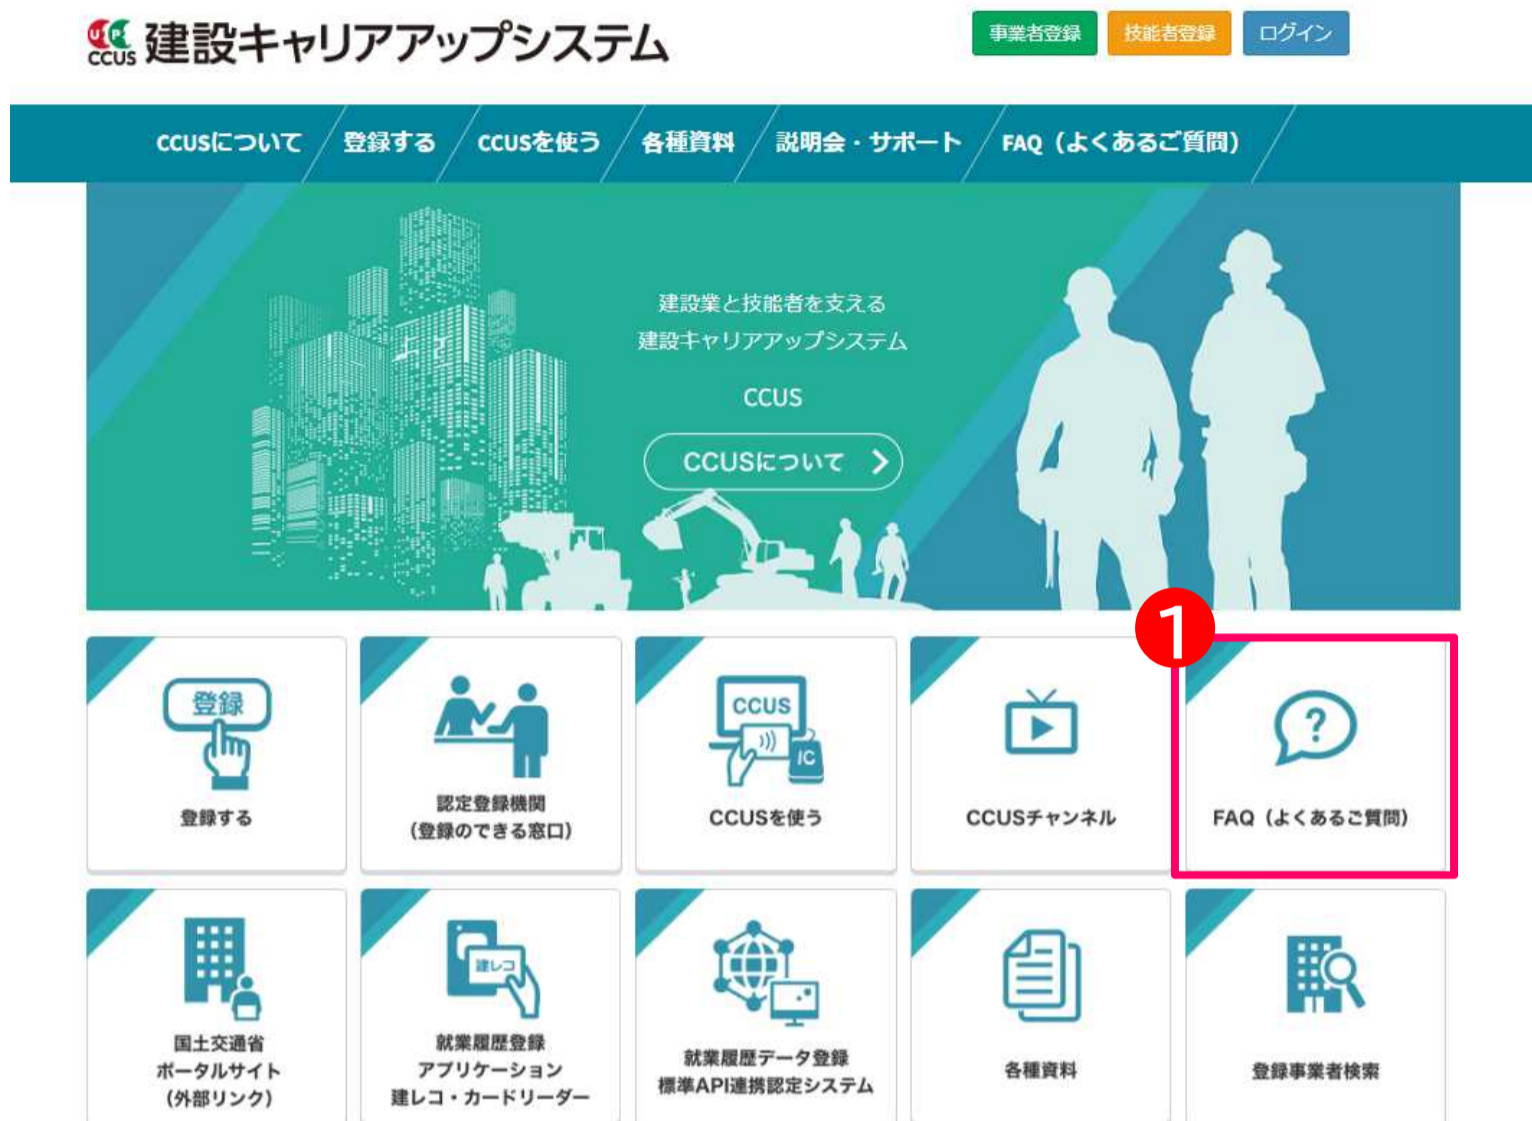 UPC
CCUS 建設キャリアアップシステム
事業者登録
技能者登録
ログイン
CCUSについて
登録する
CCUSを使う
各種資料
説明会・サポート
FAQ（よくあるご質問）
建設業と技能者を支える
建設キャリアアップシステム
CCUS
CCUSについて
1
登録
登録する
認定登録機関
（登録のできる窓口）
CCUS
IC
CCUSを使う
CCUSチャンネル
?
FAQ（よくあるご質問）
国土交通省
ポータルサイト
（外部リンク）
建レコ
就業履歴登録
アプリケーション
建レコ・カードリーダー
就業履歴データ登録
標準API連携認定システム
各種資料
登録事業者検索